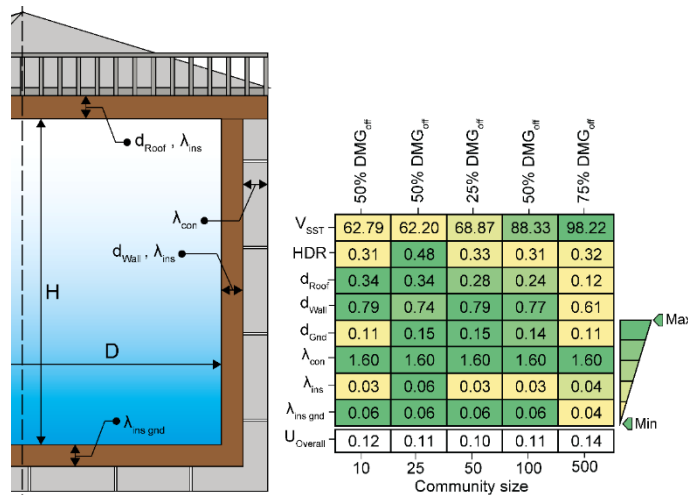 d_Roof , λ_ins
λ_con
d_Wall, λ_ins
H
D
λ_ins gnd
50% DMG_off 50% DMG_off 25% DMG_off 50% DMG_off 75% DMG_off
V_SST 62.79 62.20 68.87 88.33 98.22
HDR 0.31 0.48 0.33 0.31 0.32
d_Roof 0.34 0.34 0.28 0.24 0.12
d_Wall 0.79 0.74 0.79 0.77 0.61
d_Gnd 0.11 0.15 0.15 0.14 0.11
λ_con 1.60 1.60 1.60 1.60 1.60
λ_ins 0.03 0.06 0.03 0.03 0.04
λ_ins gnd 0.06 0.06 0.06 0.06 0.04
U_Overall 0.12 0.11 0.10 0.11 0.14
10 25 50 100 500
Community size
Max
Min